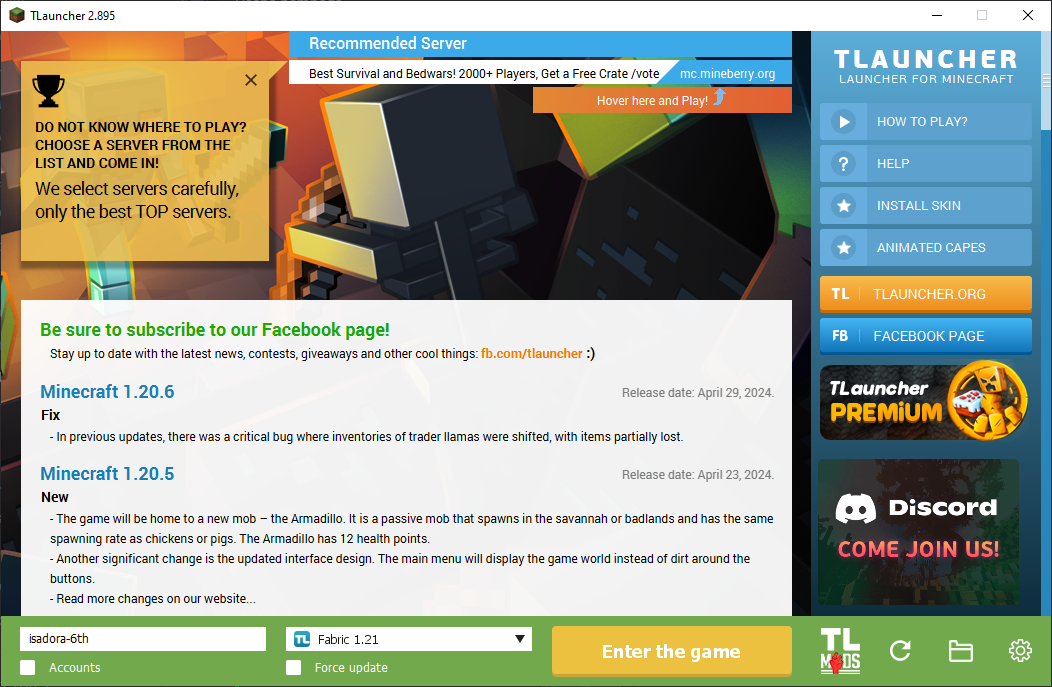 TLauncher 2.895
Recommended Server
Best Survival and Bedwars! 2000+ Players, Get a Free Crate /vote
mc.mineberry.org
Hover here and Play!
DO NOT KNOW WHERE TO PLAY?
CHOOSE A SERVER FROM THE
LIST AND COME IN!
We select servers carefully,
only the best TOP servers.
Be sure to subscribe to our Facebook page!
Stay up to date with the latest news, contests, giveaways and other cool things: fb.com/tlauncher :)
Minecraft 1.20.6
Release date: April 29, 2024.
Fix
- In previous updates, there was a critical bug where inventories of trader llamas were shifted, with items partially lost.
Minecraft 1.20.5
Release date: April 23, 2024.
New
- The game will be home to a new mob – the Armadillo. It is a passive mob that spawns in the savannah or badlands and has the same
spawning rate as chickens or pigs. The Armadillo has 12 health points.
- Another significant change is the updated interface design. The main menu will display the game world instead of dirt around the
buttons.
- Read more changes on our website...
TLAUNCHER
LAUNCHER FOR MINECRAFT
HOW TO PLAY?
? HELP
INSTALL SKIN
ANIMATED CAPES
TL TLAUNCHER.ORG
FB FACEBOOK PAGE
TLauncher
PREMIUM
Discord
COME JOIN US!
isadora-6th
TL Fabric 1.21
Enter the game
Accounts
Force update
TL
MODS